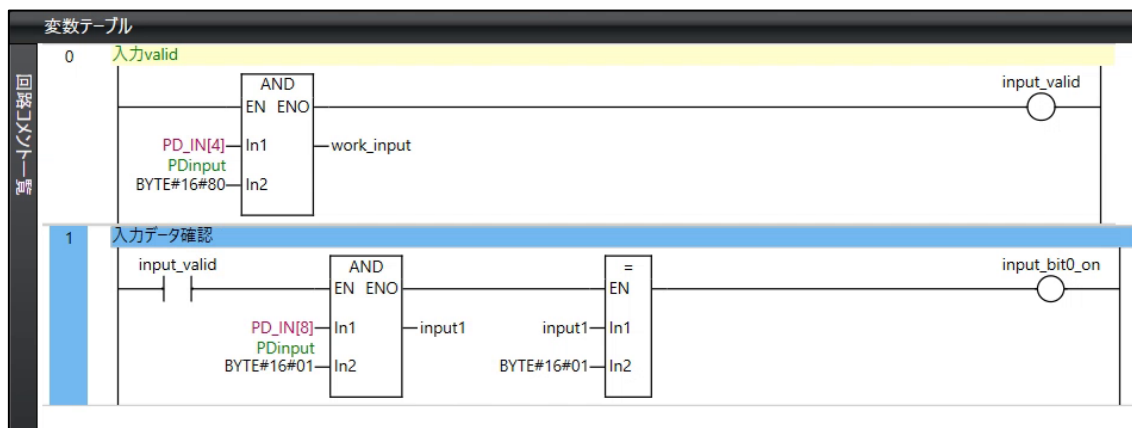 変数テーブル
回路コメント一覧
0
入力valid
AND
EN ENO
input_valid
PD_IN[4]
In1
work_input
PDinput
BYTE#16#80
In2
1
入力データ確認
input_valid
AND
=
input_bit0_on
EN ENO
EN
PD_IN[8]
In1
input1
input1
In1
PDinput
BYTE#16#01
In2
BYTE#16#01
In2